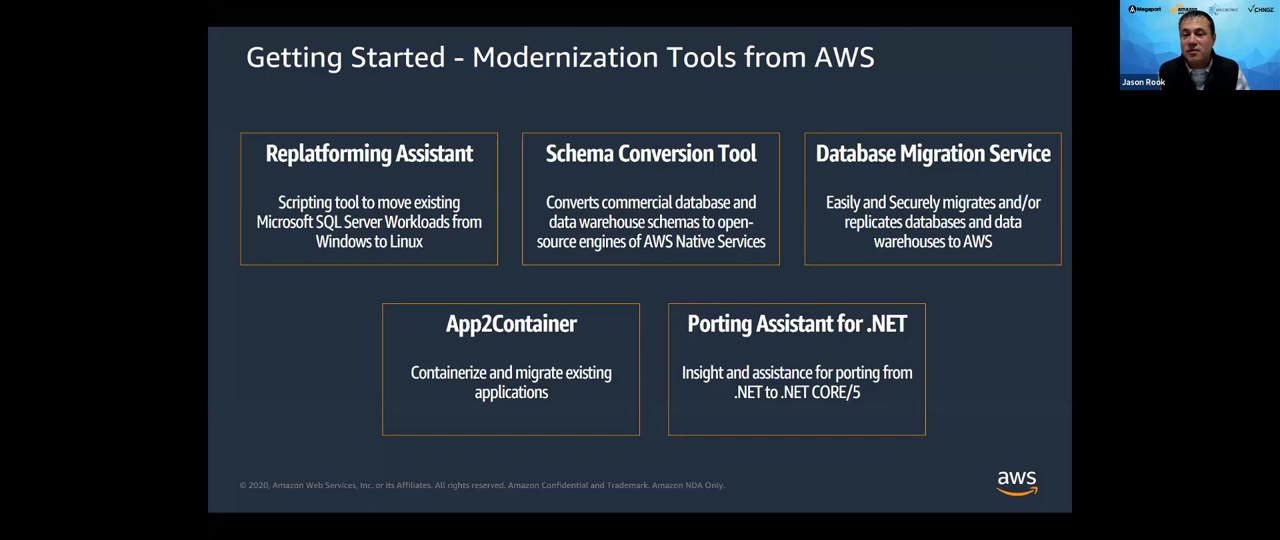 Getting Started - Modernization Tools from AWS
Replatforming Assistant
Scripting tool to move existing
Microsoft SQL Server Workloads from
Windows to Linux
Schema Conversion Tool
Converts commercial database and
data warehouse schemas to open-
source engines of AWS Native Services
Database Migration Service
Easily and Securely migrates and/or
replicates databases and data
warehouses to AWS
App2Container
Containerize and migrate existing
applications
Porting Assistant for .NET
Insight and assistance for porting from
.NET to .NET CORE/5
© 2020, Amazon Web Services, Inc. or its Affiliates. All rights reserved. Amazon Confidential and Trademark. Amazon NDA Only.
aws
Megaport
amazon
Jason Rook